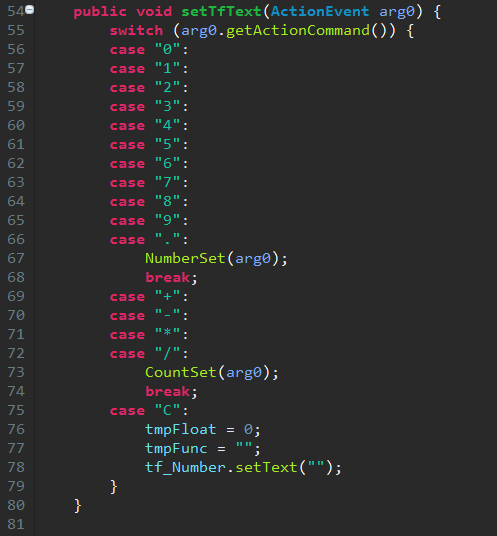 54 public void setTfText(ActionEvent arg0) {
55 switch (arg0.getActionCommand()) {
56 case "0":
57 case "1":
58 case "2":
59 case "3":
60 case "4":
61 case "5":
62 case "6":
63 case "7":
64 case "8":
65 case "9":
66 case ".":
67 NumberSet(arg0);
68 break;
69 case "+":
70 case "-":
71 case "*":
72 case "/":
73 CountSet(arg0);
74 break;
75 case "C":
76 tmpFloat = 0;
77 tmpFunc = "";
78 tf_Number.setText("");
79 }
80 }
81